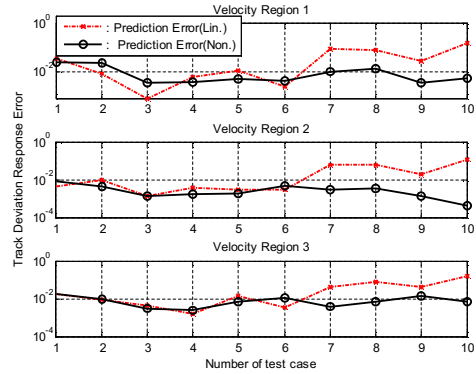 Velocity Region 1
: Prediction Error(Lin.)
: Prediction Error(Non.)
10^0
10^-2
1 2 3 4 5 6 7 8 9 10
Velocity Region 2
10^0
10^-2
10^-4
1 2 3 4 5 6 7 8 9 10
Velocity Region 3
10^0
10^-2
10^-4
1 2 3 4 5 6 7 8 9 10
Number of test case
Track Deviation Response Error